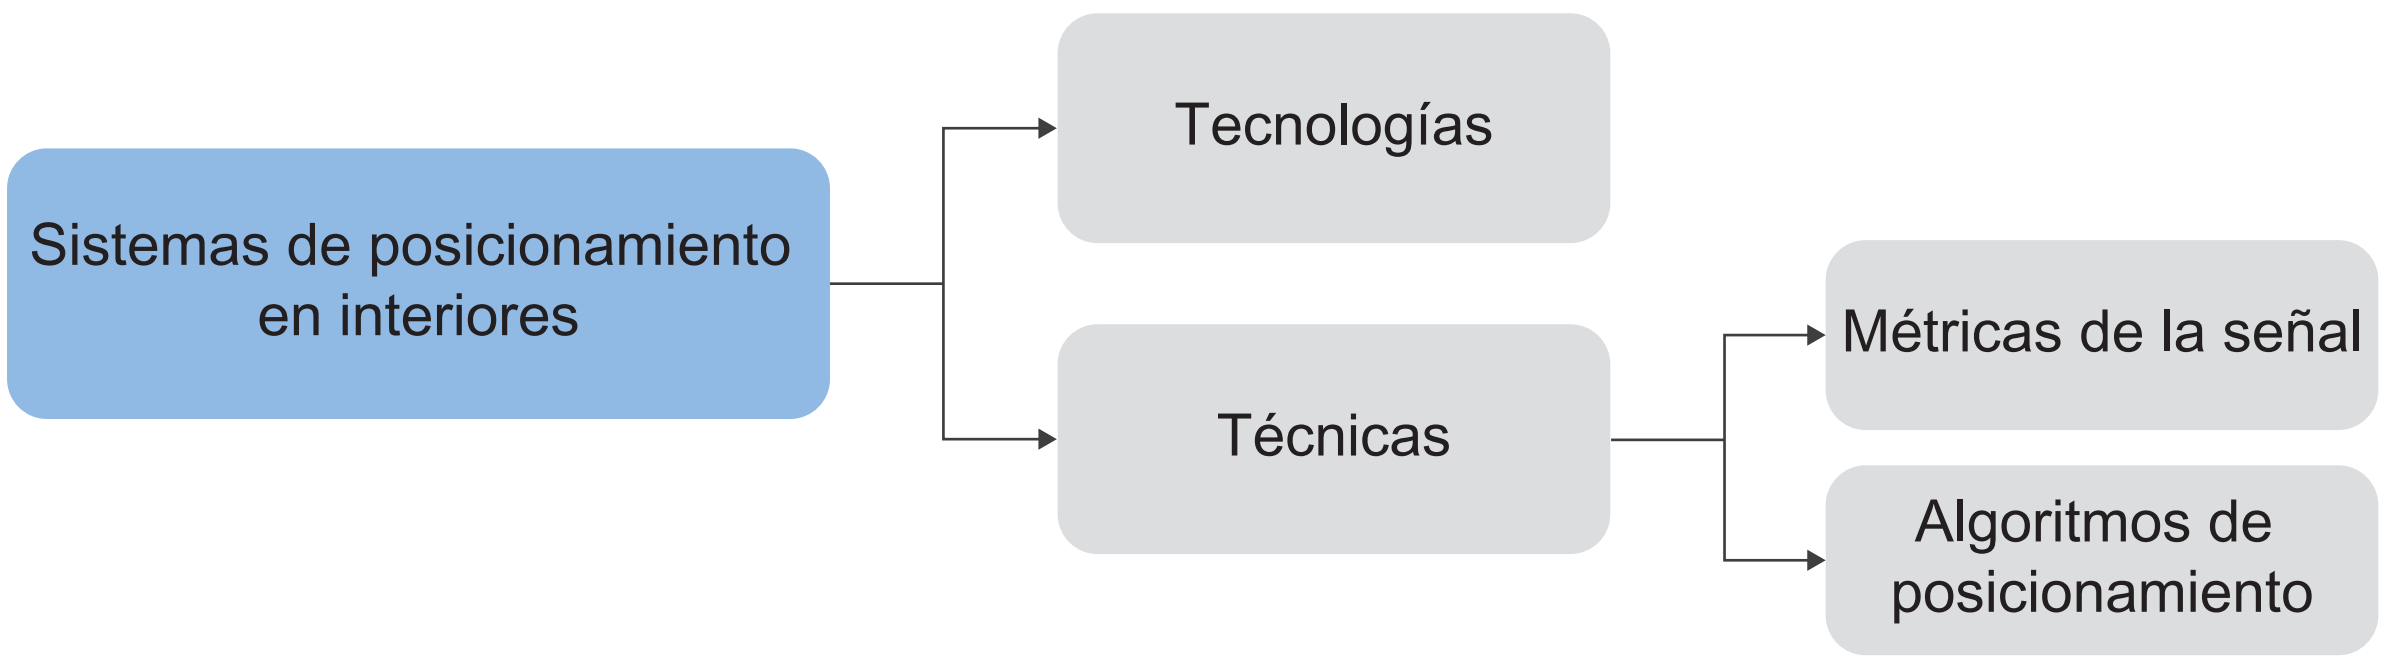 Sistemas de posicionamiento
en interiores
Tecnologías
Técnicas
Métricas de la señal
Algoritmos de
posicionamiento